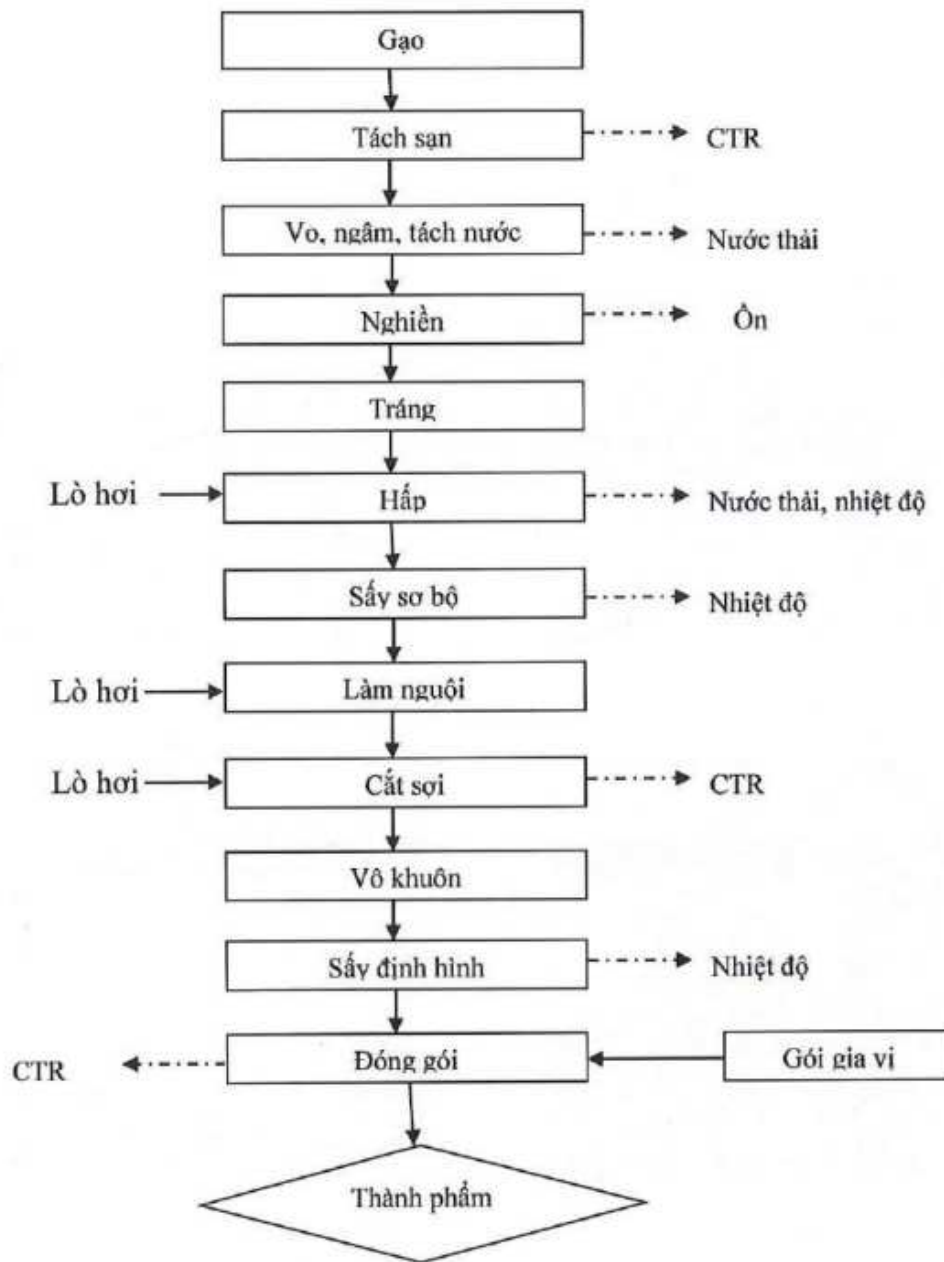 Gạo
Tách sạn
CTR
Vo, ngâm, tách nước
Nước thải
Nghiền
Ồn
Tráng
Lò hơi
Hấp
Nước thải, nhiệt độ
Sấy sơ bộ
Nhiệt độ
Lò hơi
Làm nguội
Lò hơi
Cắt sợi
CTR
Vô khuôn
Sấy định hình
Nhiệt độ
CTR
Đóng gói
Gói gia vị
Thành phẩm